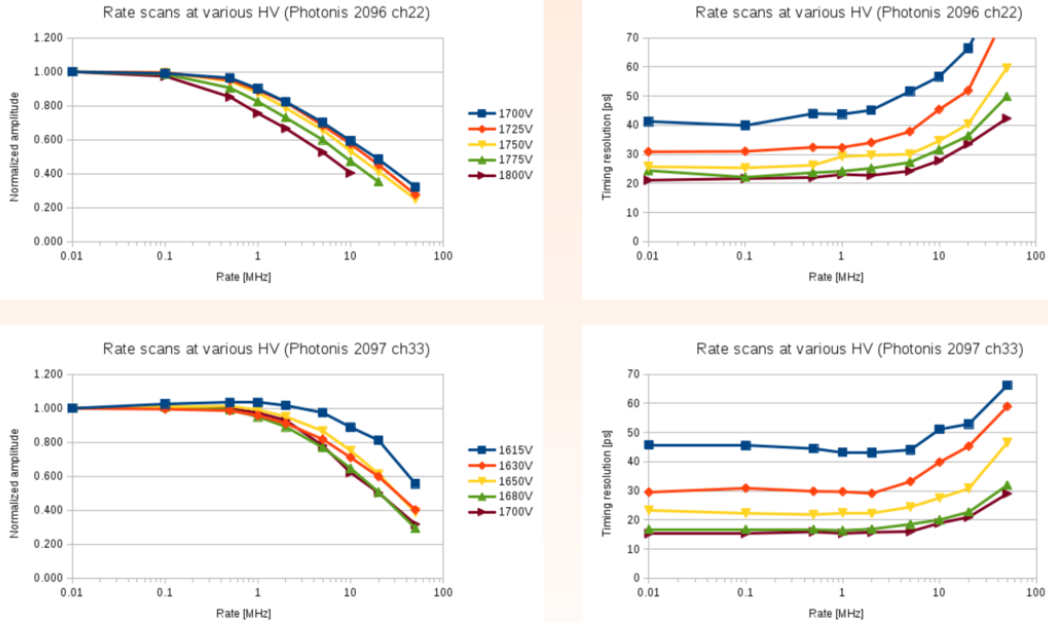 Rate scans at various HV (Photonis 2096 ch22)
Normalized amplitude
1.200
1.000
0.800
0.600
0.400
0.200
0.000
0.01 0.1 1 10 100
Rate [MHz]
1700V
1725V
1750V
1775V
1800V
Rate scans at various HV (Photonis 2096 ch22)
Timing resolution [ps]
70
60
50
40
30
20
10
0
0.01 0.1 1 10 100
Rate [MHz]
Rate scans at various HV (Photonis 2097 ch33)
Normalized amplitude
1.200
1.000
0.800
0.600
0.400
0.200
0.000
0.01 0.1 1 10 100
Rate [MHz]
1615V
1630V
1650V
1680V
1700V
Rate scans at various HV (Photonis 2097 ch33)
Timing resolution [ps]
70
60
50
40
30
20
10
0
0.01 0.1 1 10 100
Rate [MHz]